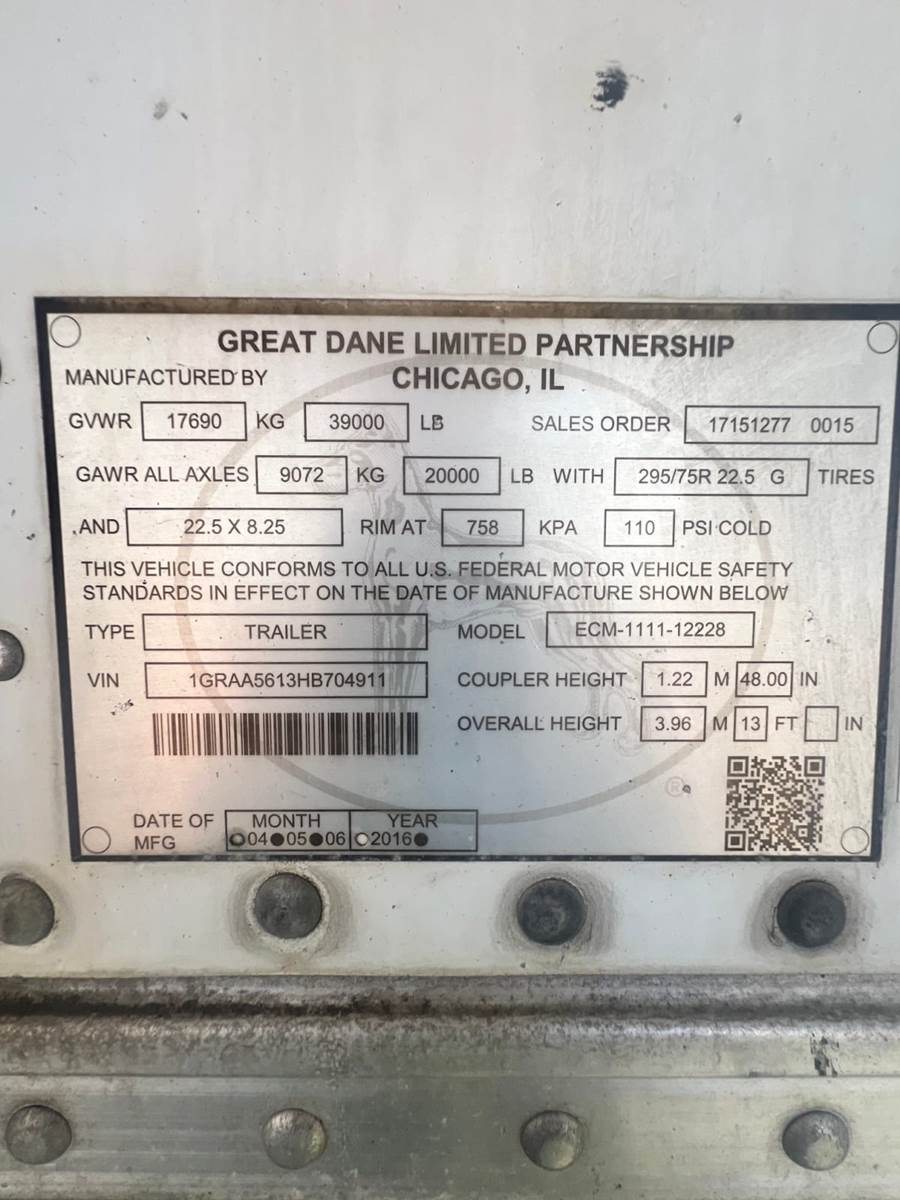 GREAT DANE LIMITED PARTNERSHIP
MANUFACTURED BY CHICAGO, IL
GVWR 17690 KG 39000 LB SALES ORDER 17151277 0015
GAWR ALL AXLES 9072 KG 20000 LB WITH 295/75R 22.5 G TIRES
AND 22.5 X 8.25 RIM AT 758 KPA 110 PSI COLD
THIS VEHICLE CONFORMS TO ALL U.S. FEDERAL MOTOR VEHICLE SAFETY
STANDARDS IN EFFECT ON THE DATE OF MANUFACTURE SHOWN BELOW
TYPE TRAILER MODEL ECM-1111-12228
VIN 1GRAA5613HB704911 COUPLER HEIGHT 1.22 M 48.00 IN
OVERALL HEIGHT 3.96 M 13 FT IN
®
DATE OF MFG MONTH YEAR
04 05 06 2016